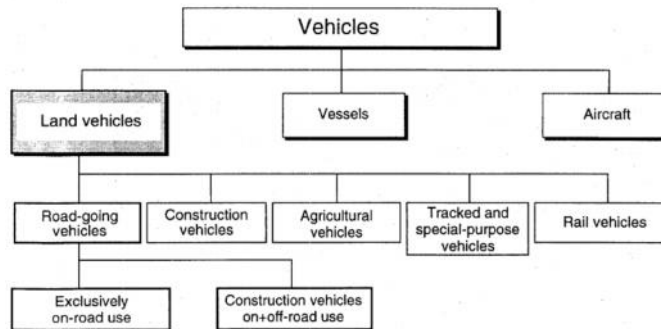 Vehicles
Land vehicles
Vessels
Aircraft
Road-going
vehicles
Construction
vehicles
Agricultural
vehicles
Tracked and
special-purpose
vehicles
Rail vehicles
Exclusively
on-road use
Construction vehicles
on+off-road use